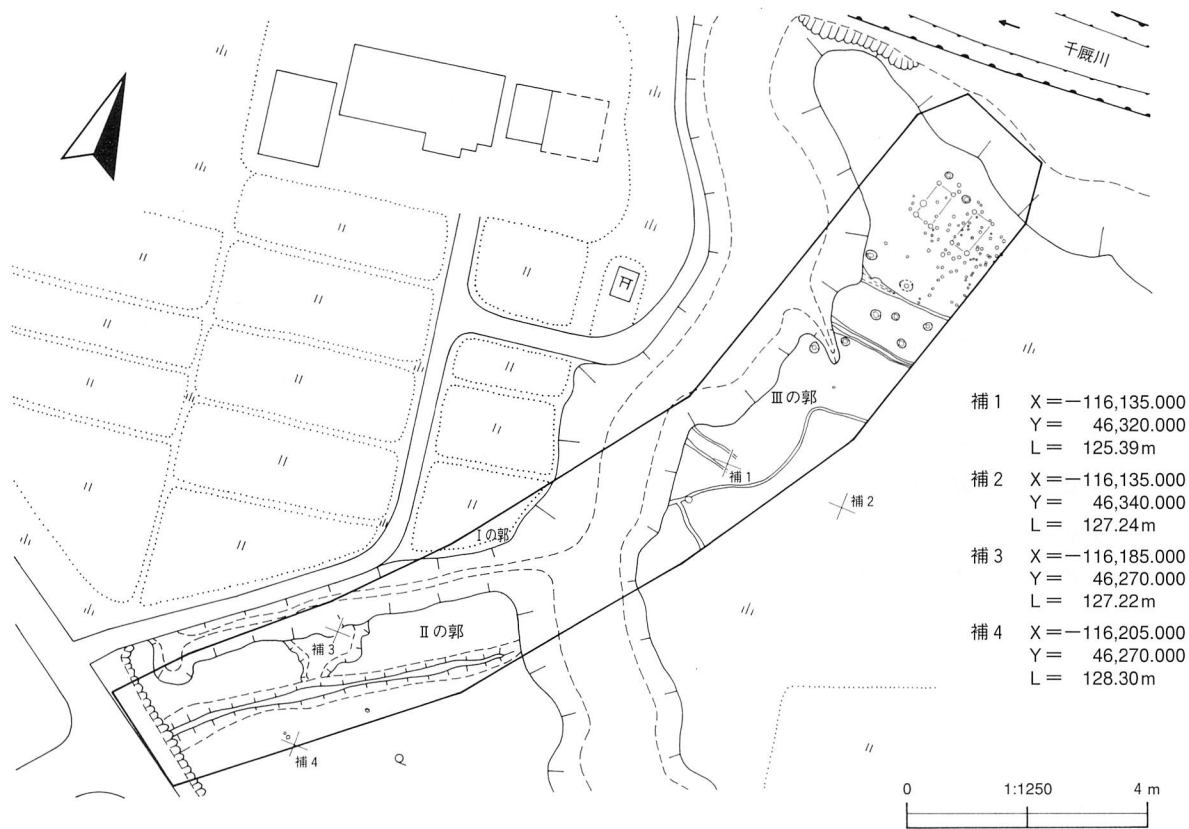 千厩川
Ⅲの郭
補1
補2
Ⅰの郭
Ⅱの郭
補3
補4
補1 X=-116,135.000
Y= 46,320.000
L= 125.39m
補2 X=-116,135.000
Y= 46,340.000
L= 127.24m
補3 X=-116,185.000
Y= 46,270.000
L= 127.22m
補4 X=-116,205.000
Y= 46,270.000
L= 128.30m
0 1:1250 4 m